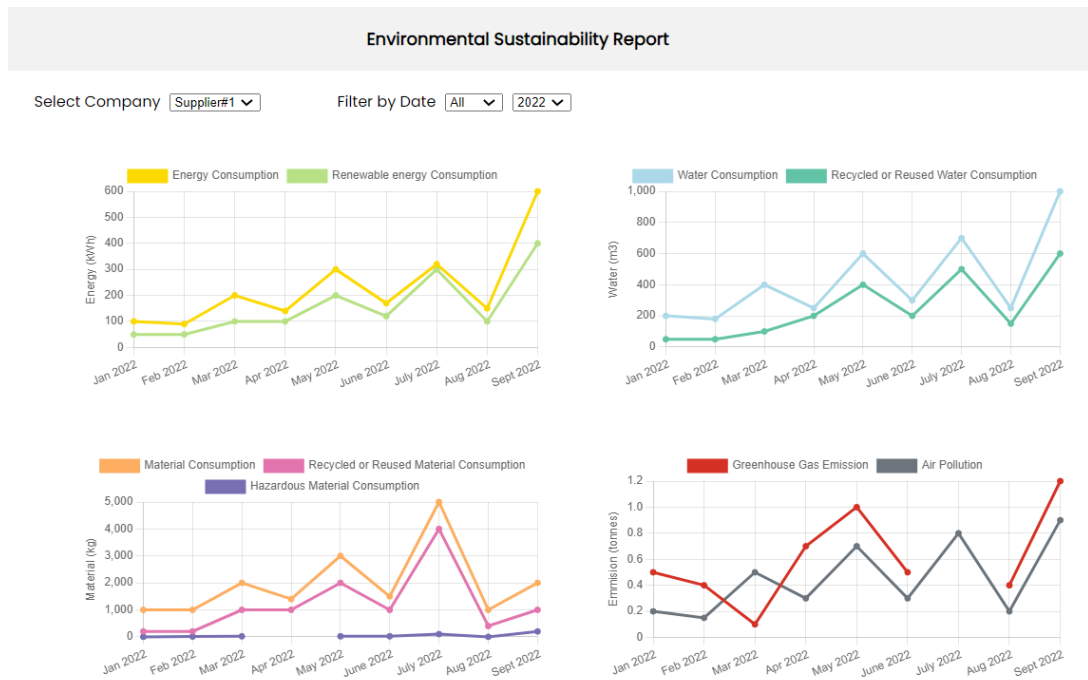 Environmental Sustainability Report
Select Company Supplier#1 Filter by Date All 2022
Energy Consumption Renewable energy Consumption
Energy (kWh)
600
500
400
300
200
100
0
Jan 2022 Feb 2022 Mar 2022 Apr 2022 May 2022 June 2022 July 2022 Aug 2022 Sept 2022
Water Consumption Recycled or Reused Water Consumption
Water (m3)
1,000
800
600
400
200
0
Jan 2022 Feb 2022 Mar 2022 Apr 2022 May 2022 June 2022 July 2022 Aug 2022 Sept 2022
Material Consumption Recycled or Reused Material Consumption
Hazardous Material Consumption
Material (kg)
5,000
4,000
3,000
2,000
1,000
0
Jan 2022 Feb 2022 Mar 2022 Apr 2022 May 2022 June 2022 July 2022 Aug 2022 Sept 2022
Greenhouse Gas Emission Air Pollution
Emmision (tonnes)
1.2
1.0
0.8
0.6
0.4
0.2
0
Jan 2022 Feb 2022 Mar 2022 Apr 2022 May 2022 June 2022 July 2022 Aug 2022 Sept 2022